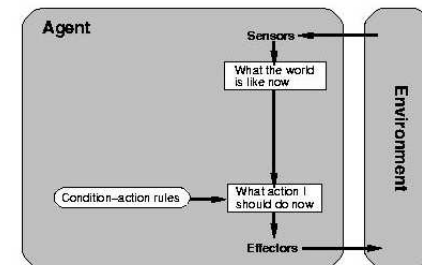 Agent
Sensors
What the world
is like now
Environment
Condition-action rules
What action I
should do now
Effectors